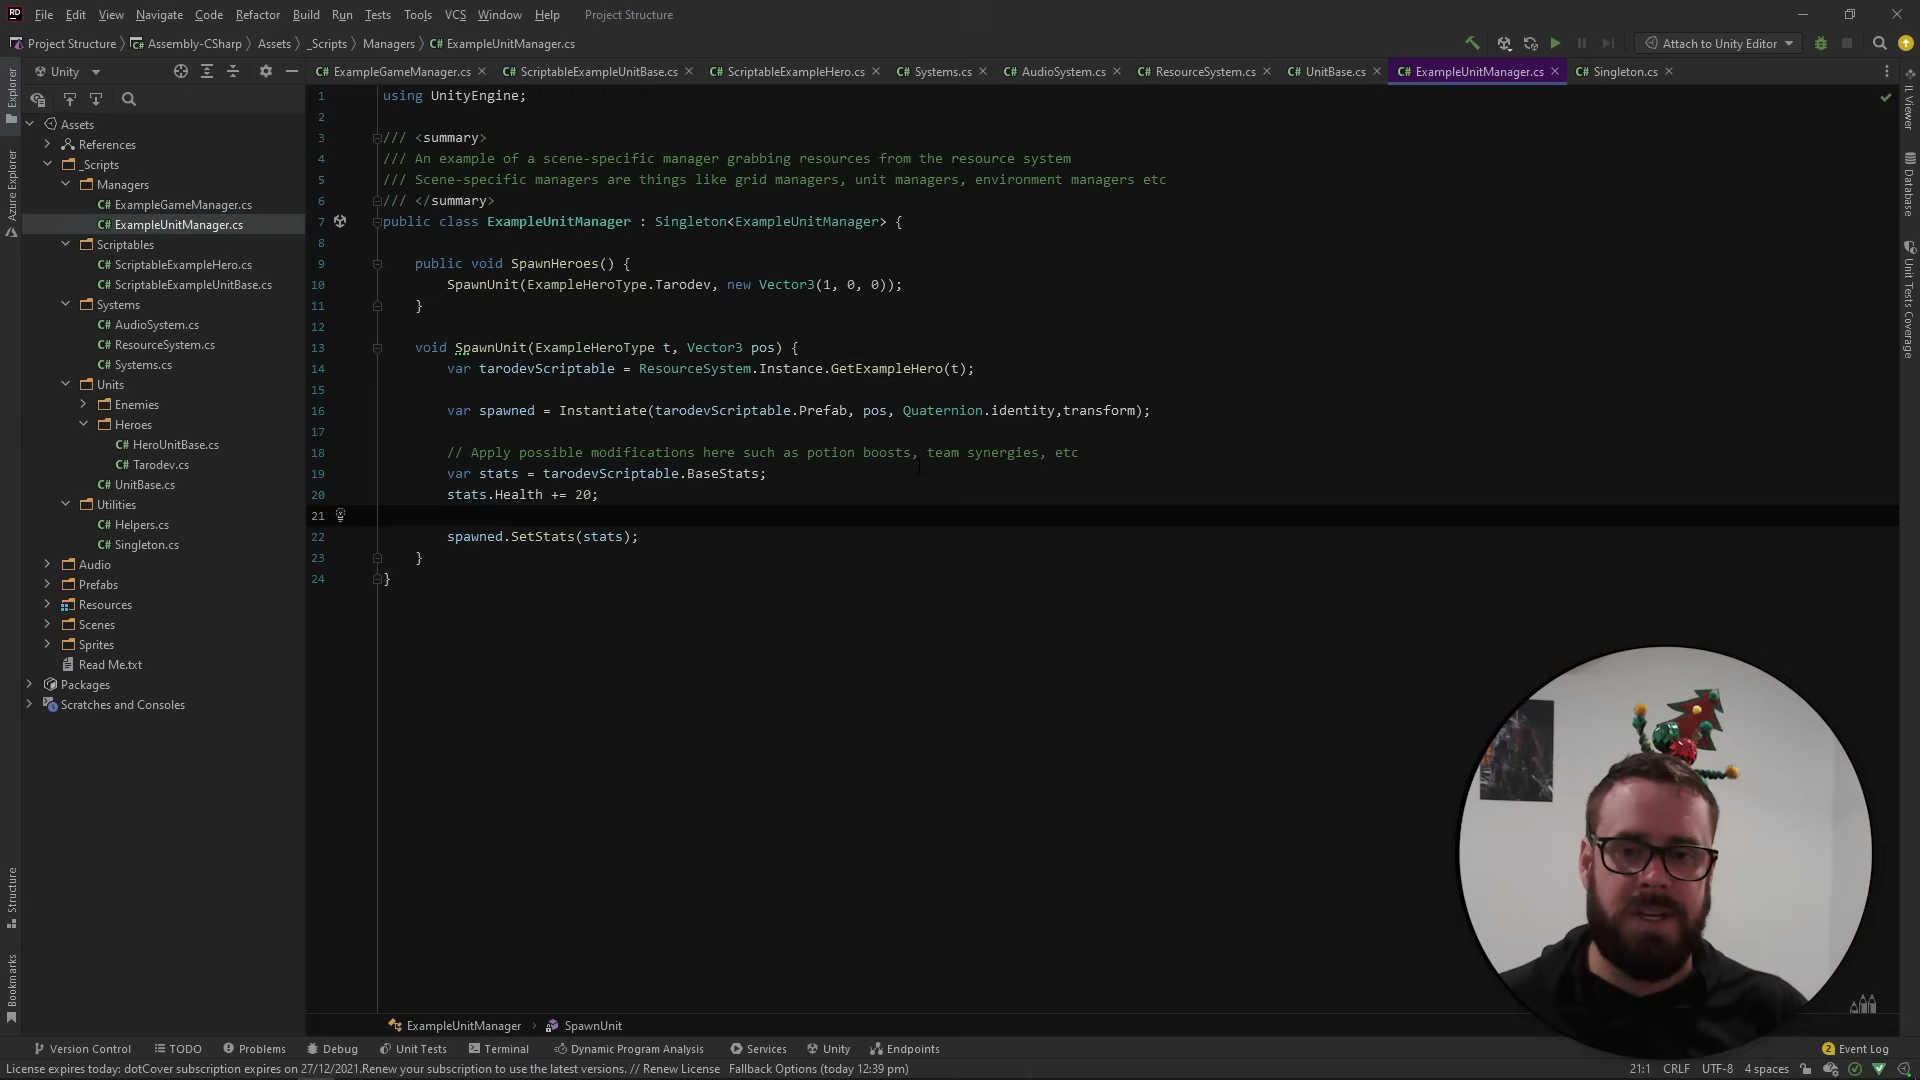 RD File Edit View Navigate Code Refactor Build Run Tests Tools VCS Window Help Project Structure
Project Structure Assembly-CSharp Assets _Scripts Managers C# ExampleUnitManager.cs
Attach to Unity Editor
Unity
C# ExampleGameManager.cs C# ScriptableExampleUnitBase.cs C# ScriptableExampleHero.cs C# Systems.cs C# AudioSystem.cs C# ResourceSystem.cs C# UnitBase.cs C# ExampleUnitManager.cs C# Singleton.cs
Explorer
Azure Explorer
Structure
Bookmarks
Assets
References
_Scripts
Managers
C# ExampleGameManager.cs
C# ExampleUnitManager.cs
Scriptables
C# ScriptableExampleHero.cs
C# ScriptableExampleUnitBase.cs
Systems
C# AudioSystem.cs
C# ResourceSystem.cs
C# Systems.cs
Units
Enemies
Heroes
C# HeroUnitBase.cs
C# Tarodev.cs
C# UnitBase.cs
Utilities
C# Helpers.cs
C# Singleton.cs
Audio
Prefabs
Resources
Scenes
Sprites
Read Me.txt
Packages
Scratches and Consoles
1 using UnityEngine;
2
3 /// <summary>
4 /// An example of a scene-specific manager grabbing resources from the resource system
5 /// Scene-specific managers are things like grid managers, unit managers, environment managers etc
6 /// </summary>
7 public class ExampleUnitManager : Singleton<ExampleUnitManager> {
8
9 public void SpawnHeroes() {
10 SpawnUnit(ExampleHeroType.Tarodev, new Vector3(1, 0, 0));
11 }
12
13 void SpawnUnit(ExampleHeroType t, Vector3 pos) {
14 var tarodevScriptable = ResourceSystem.Instance.GetExampleHero(t);
15
16 var spawned = Instantiate(tarodevScriptable.Prefab, pos, Quaternion.identity,transform);
17
18 // Apply possible modifications here such as potion boosts, team synergies, etc
19 var stats = tarodevScriptable.BaseStats;
20 stats.Health += 20;
21
22 spawned.SetStats(stats);
23 }
24 }
IL Viewer
Database
Unit Tests Coverage
ExampleUnitManager SpawnUnit
Version Control TODO Problems Debug Unit Tests Terminal Dynamic Program Analysis Services Unity Endpoints 2 Event Log
License expires today: dotCover subscription expires on 27/12/2021.Renew your subscription to use the latest versions. // Renew License Fallback Options (today 12:39 pm) 21:1 CRLF UTF-8 4 spaces